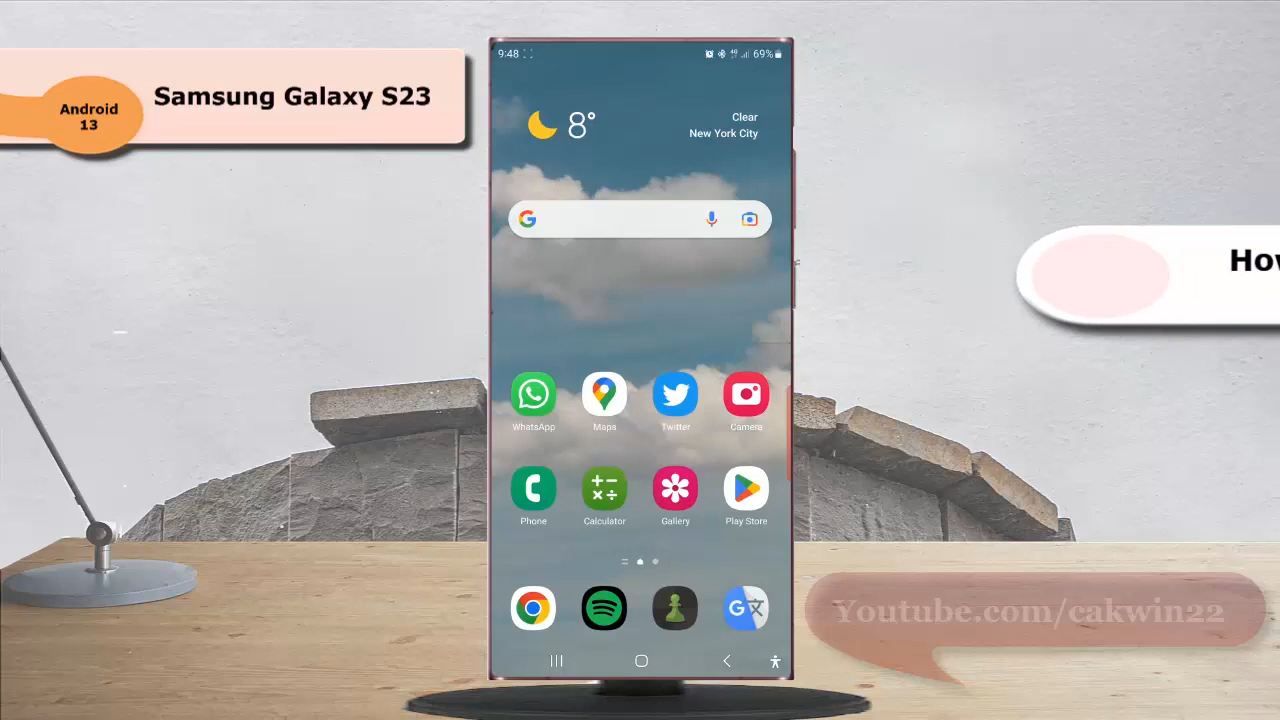 Samsung Galaxy S23
Android
13
9:48
4G
69%
8°
Clear
New York City
How
WhatsApp
Maps
Twitter
Camera
Phone
Calculator
Gallery
Play Store
Youtube.com/cakwin22